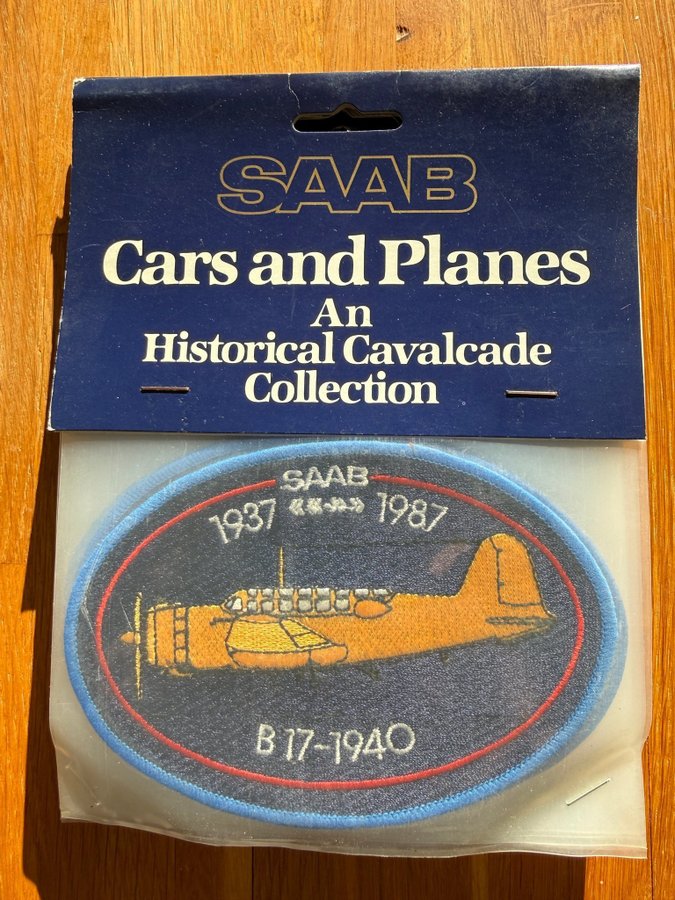 SAAB
Cars and Planes
An
Historical Cavalcade
Collection
SAAB
1937 1987
B 17-1940